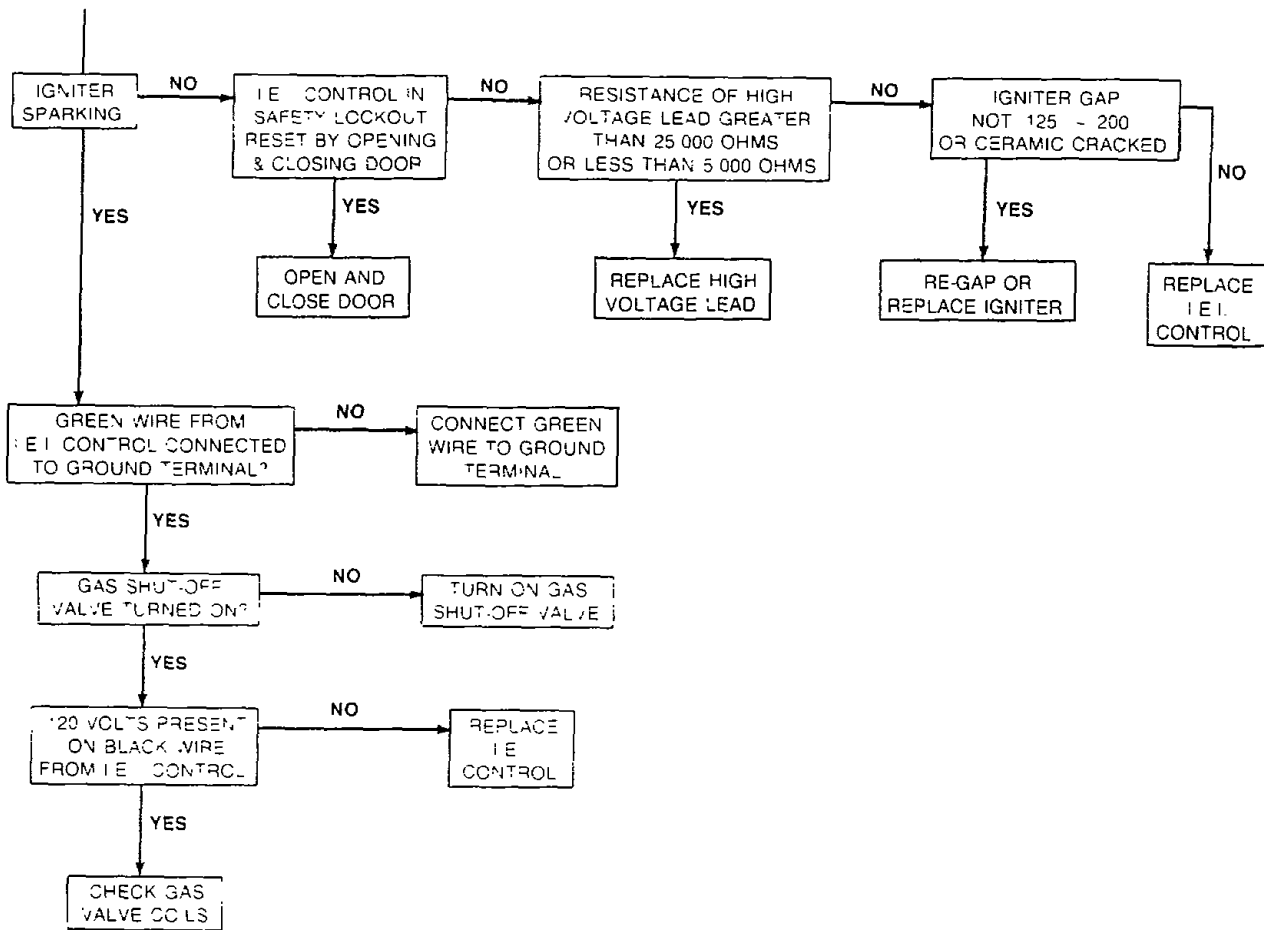 IGNITER
SPARKING
NO
I.E. CONTROL IN
SAFETY LOCKOUT
RESET BY OPENING
& CLOSING DOOR
NO
RESISTANCE OF HIGH
VOLTAGE LEAD GREATER
THAN 25 000 OHMS
OR LESS THAN 5 000 OHMS
NO
IGNITER GAP
NOT 125 - 200
OR CERAMIC CRACKED
NO
YES
YES
YES
YES
OPEN AND
CLOSE DOOR
REPLACE HIGH
VOLTAGE LEAD
RE-GAP OR
REPLACE IGNITER
REPLACE
I.E.I.
CONTROL
GREEN WIRE FROM
I.E.I. CONTROL CONNECTED
TO GROUND TERMINAL?
NO
CONNECT GREEN
WIRE TO GROUND
TERMINAL
YES
GAS SHUT-OFF
VALVE TURNED ON?
NO
TURN ON GAS
SHUT-OFF VALVE
YES
120 VOLTS PRESENT
ON BLACK WIRE
FROM I.E. CONTROL
NO
REPLACE
I.E.
CONTROL
YES
CHECK GAS
VALVE COILS